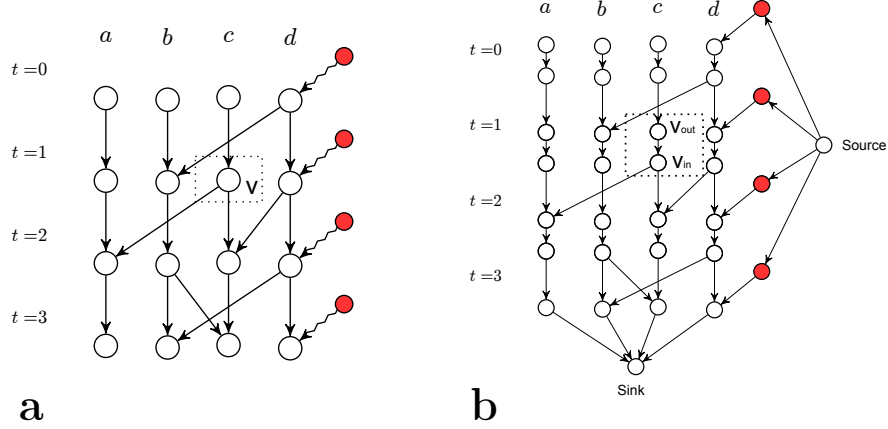 a b c d
t=0
t=1
V
t=2
t=3
a
a b c d
t=0
t=1
Vout
Vin
Source
t=2
t=3
Sink
b